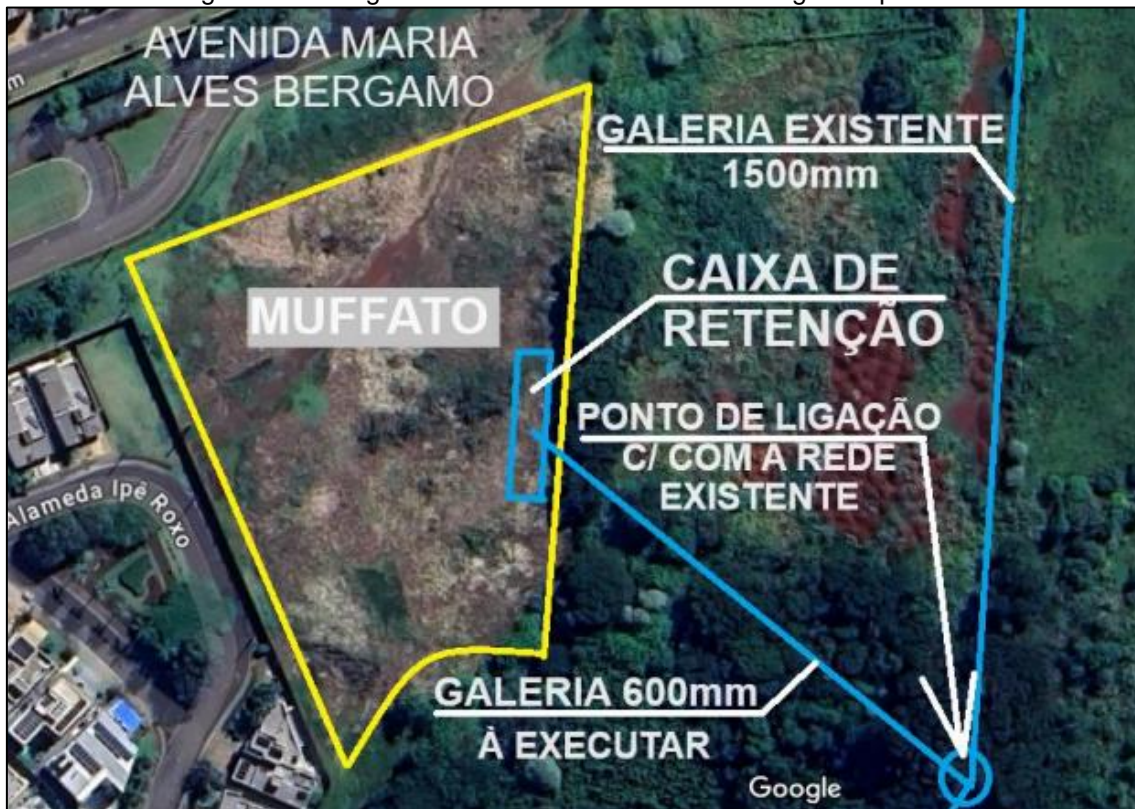 AVENIDA MARIA
ALVES BERGAMO
GALERIA EXISTENTE
1500mm
CAIXA DE
RETENÇÃO
MUFFATO
PONTO DE LIGAÇÃO
C/ COM A REDE
EXISTENTE
Alameda Ipê Roxo
GALERIA 600mm
À EXECUTAR
Google